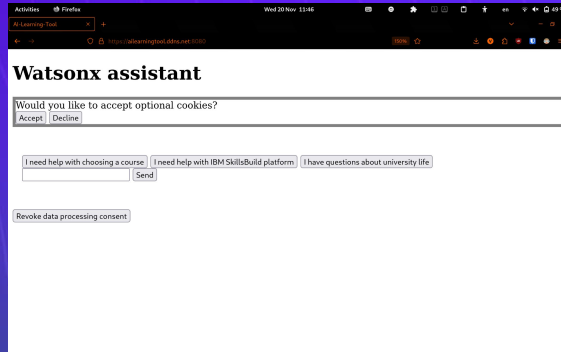 Activities Firefox Wed 20 Nov 11:46 en 49
AI-Learning-Tool
https://ailearningtool.ddns.net:8080 110%
Watsonx assistant
Would you like to accept optional cookies?
Accept Decline
I need help with choosing a course I need help with IBM SkillsBuild platform I have questions about university life
Send
Revoke data processing consent